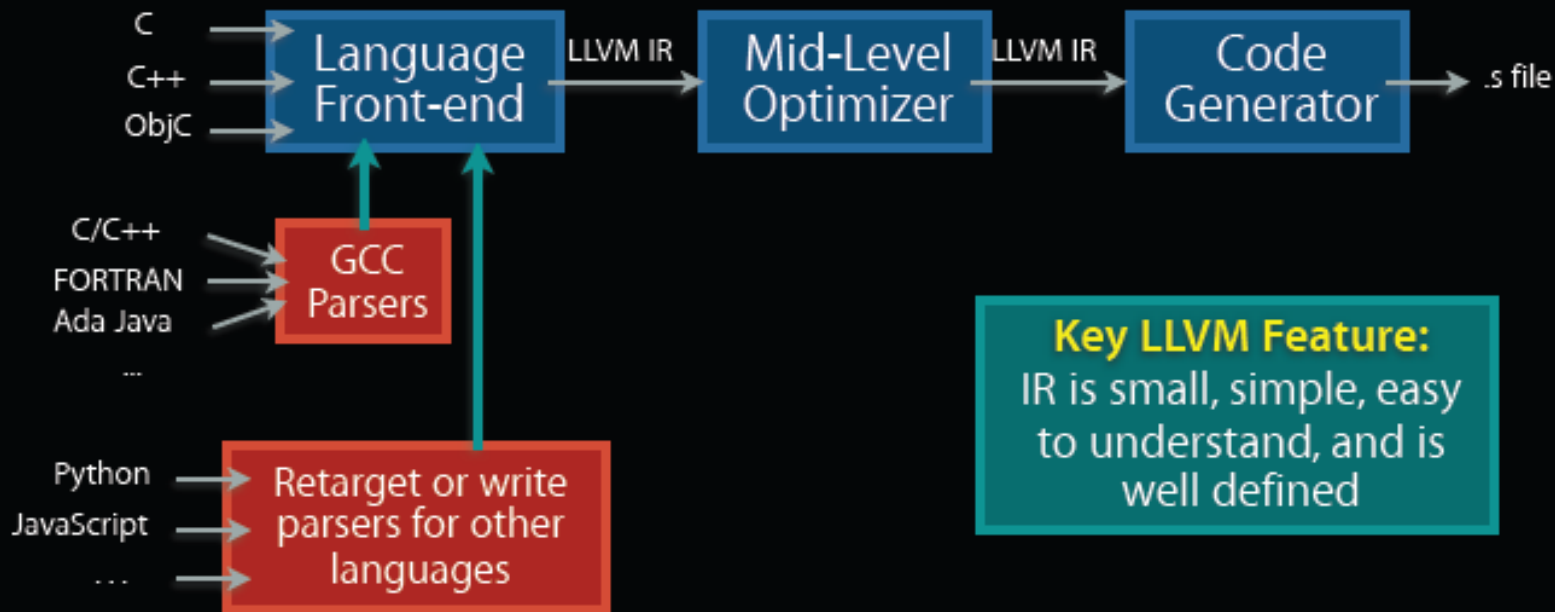 C
C++
ObjC
Language
Front-end
LLVM IR
Mid-Level
Optimizer
LLVM IR
Code
Generator
.s file
C/C++
FORTRAN
Ada Java
...
GCC
Parsers
Key LLVM Feature:
IR is small, simple, easy
to understand, and is
well defined
Python
JavaScript
. . .
Retarget or write
parsers for other
languages